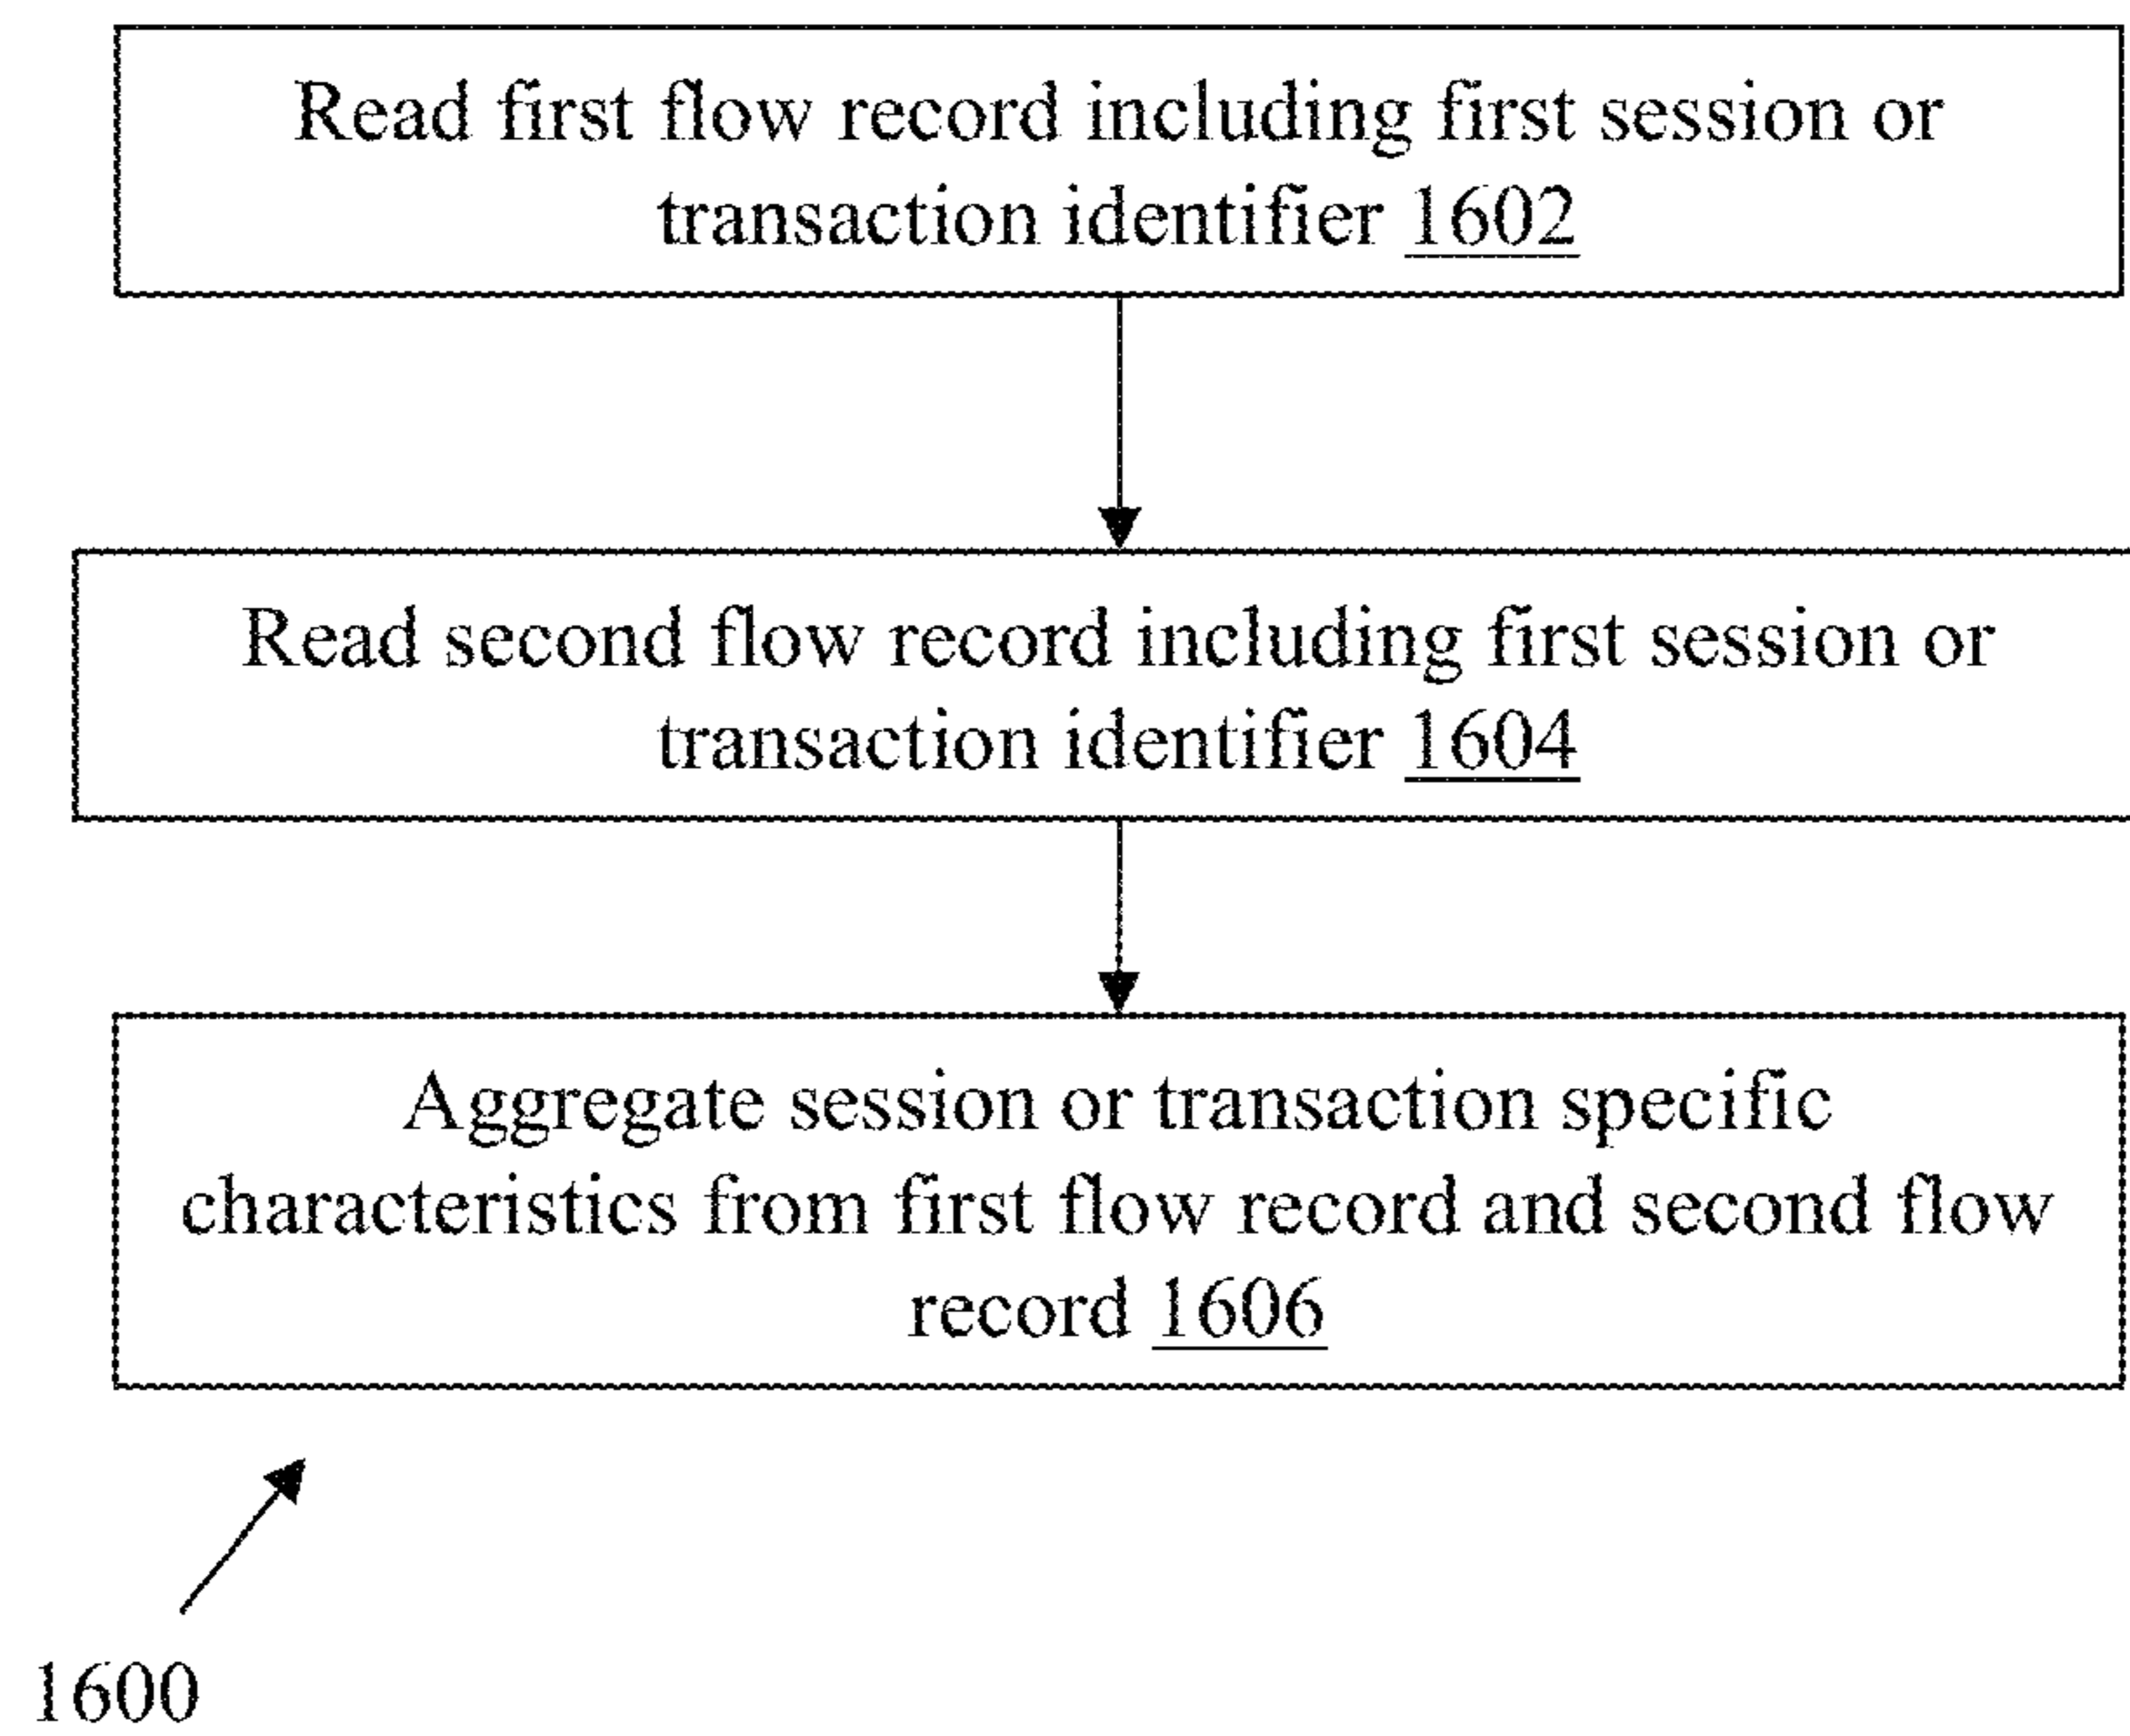 Read first flow record including first session or
transaction identifier 1602
Read second flow record including first session or
transaction identifier 1604
Aggregate session or transaction specific
characteristics from first flow record and second flow
record 1606
1600